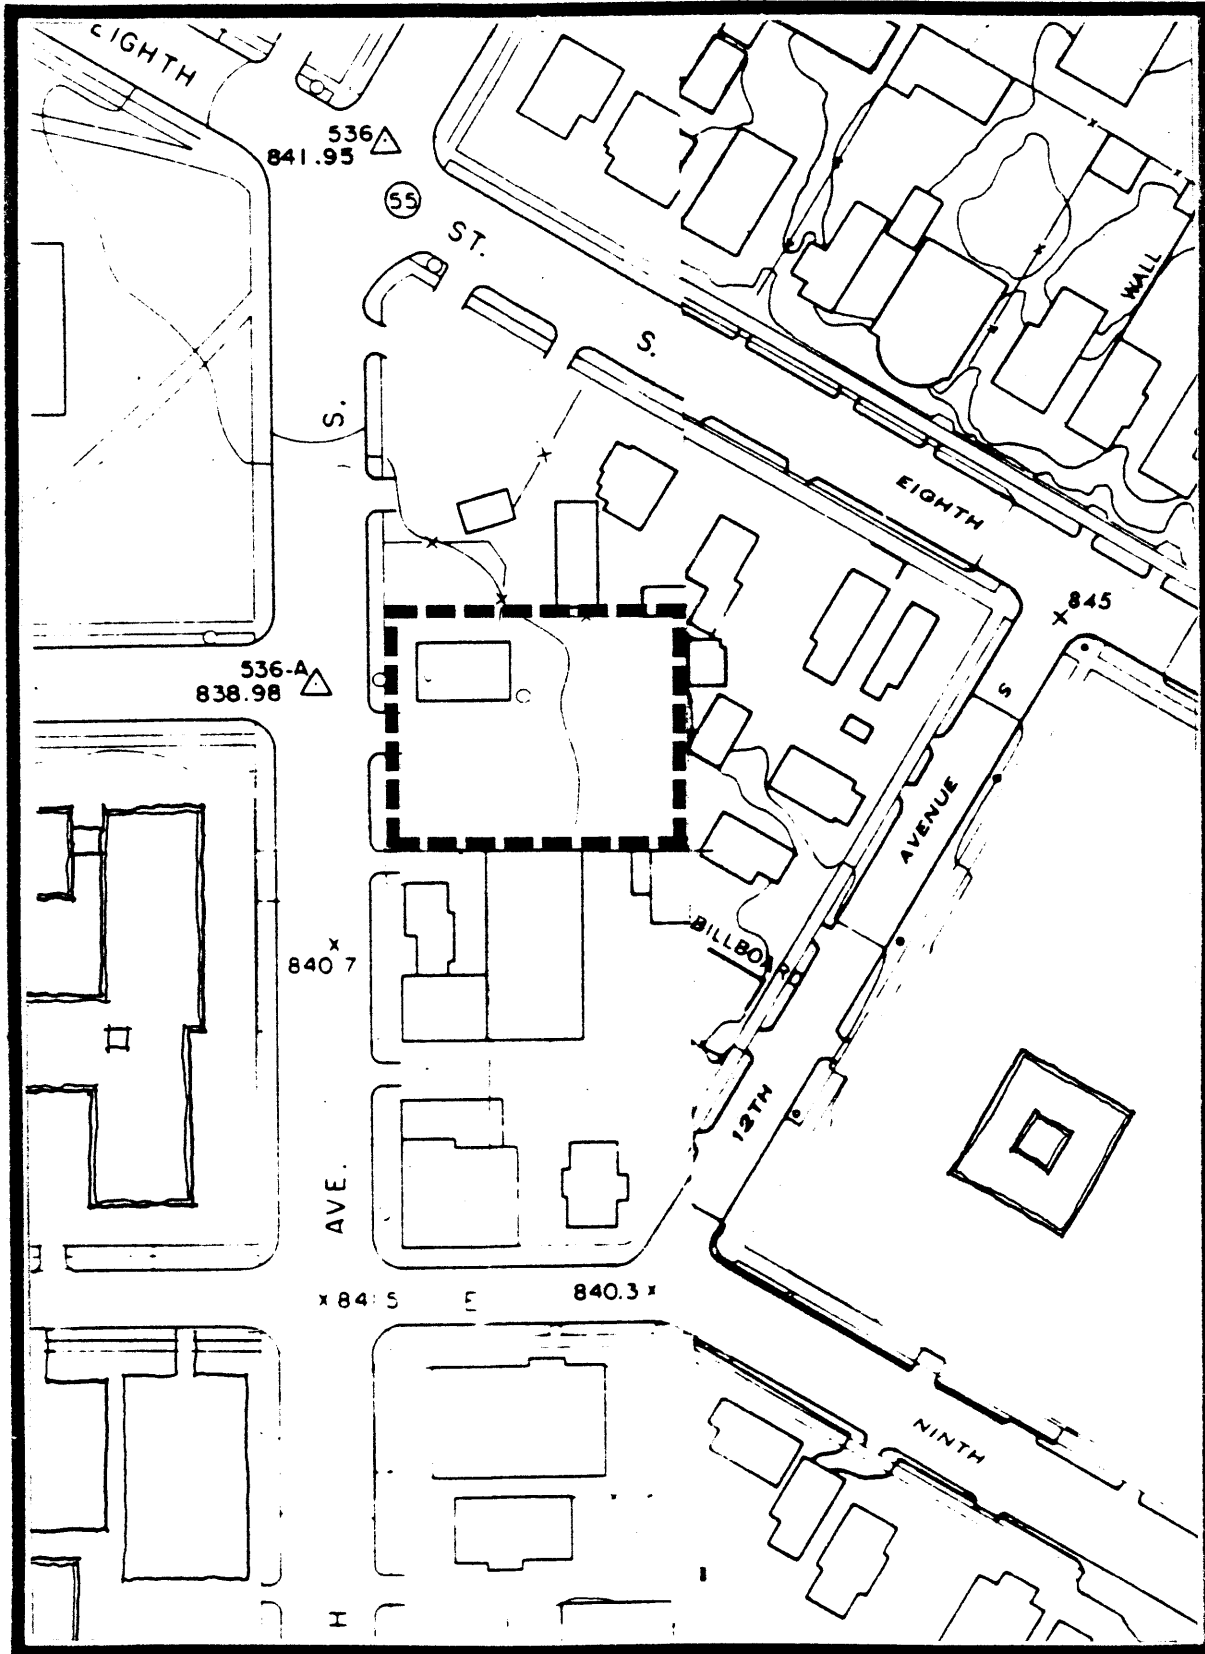 EIGHTH
536
841.95
55
ST.
S.
WALL
S.
EIGHTH
845
536-A
838.98
S
AVENUE
BILLBOARD
840 7
12TH
AVE.
840.3
E
NINTH
H